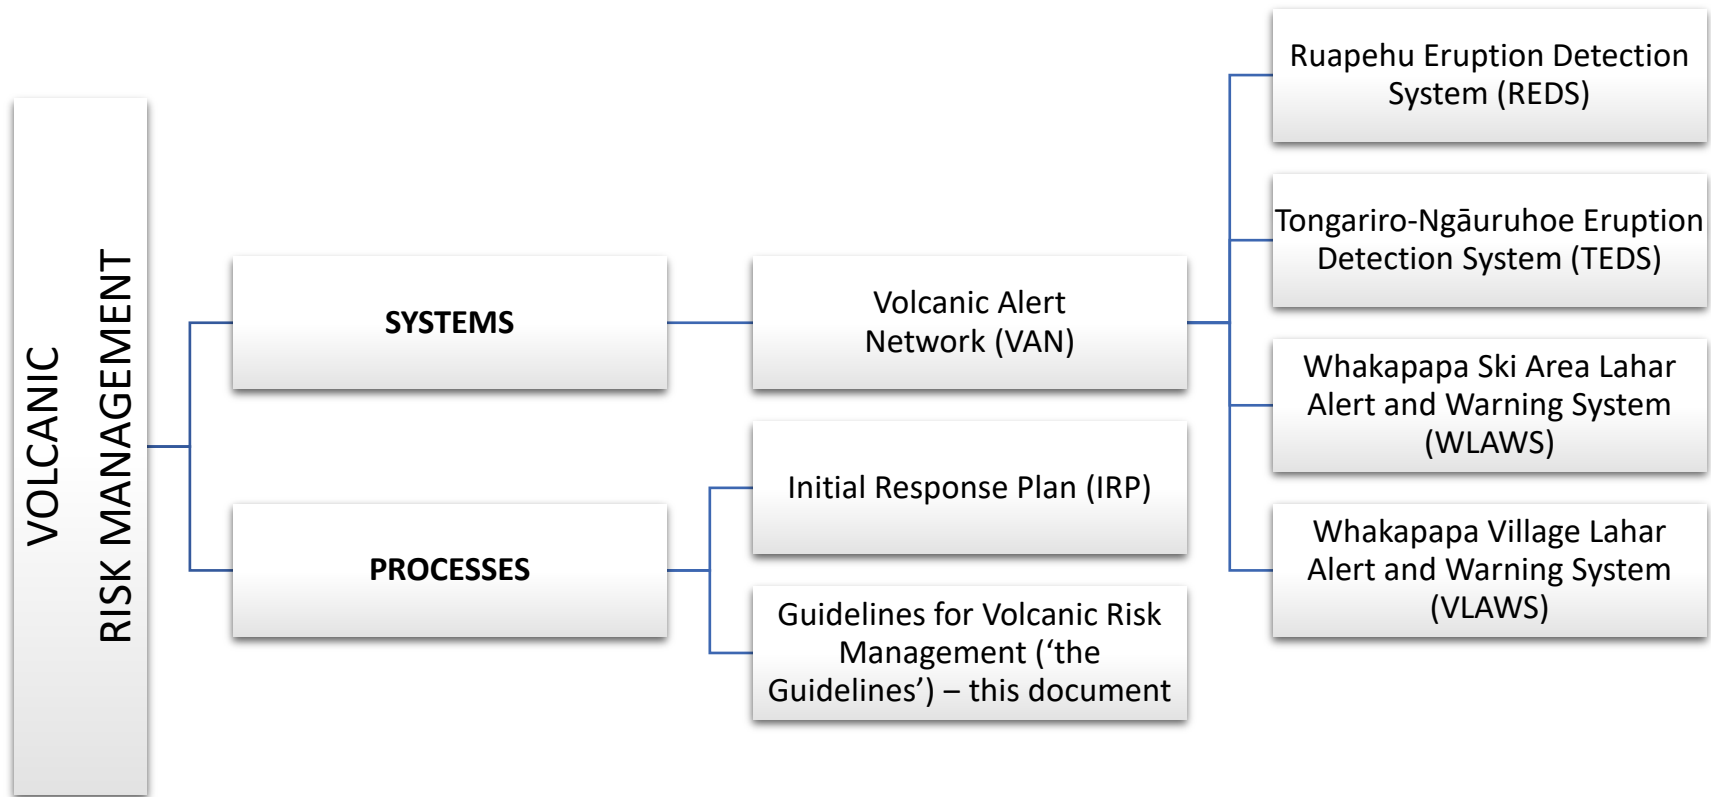 VOLCANIC
RISK MANAGEMENT
SYSTEMS
PROCESSES
Volcanic Alert
Network (VAN)
Initial Response Plan (IRP)
Guidelines for Volcanic Risk
Management (‘the
Guidelines’) – this document
Ruapehu Eruption Detection
System (REDS)
Tongariro-Ngāuruhoe Eruption
Detection System (TEDS)
Whakapapa Ski Area Lahar
Alert and Warning System
(WLAWS)
Whakapapa Village Lahar
Alert and Warning System
(VLAWS)